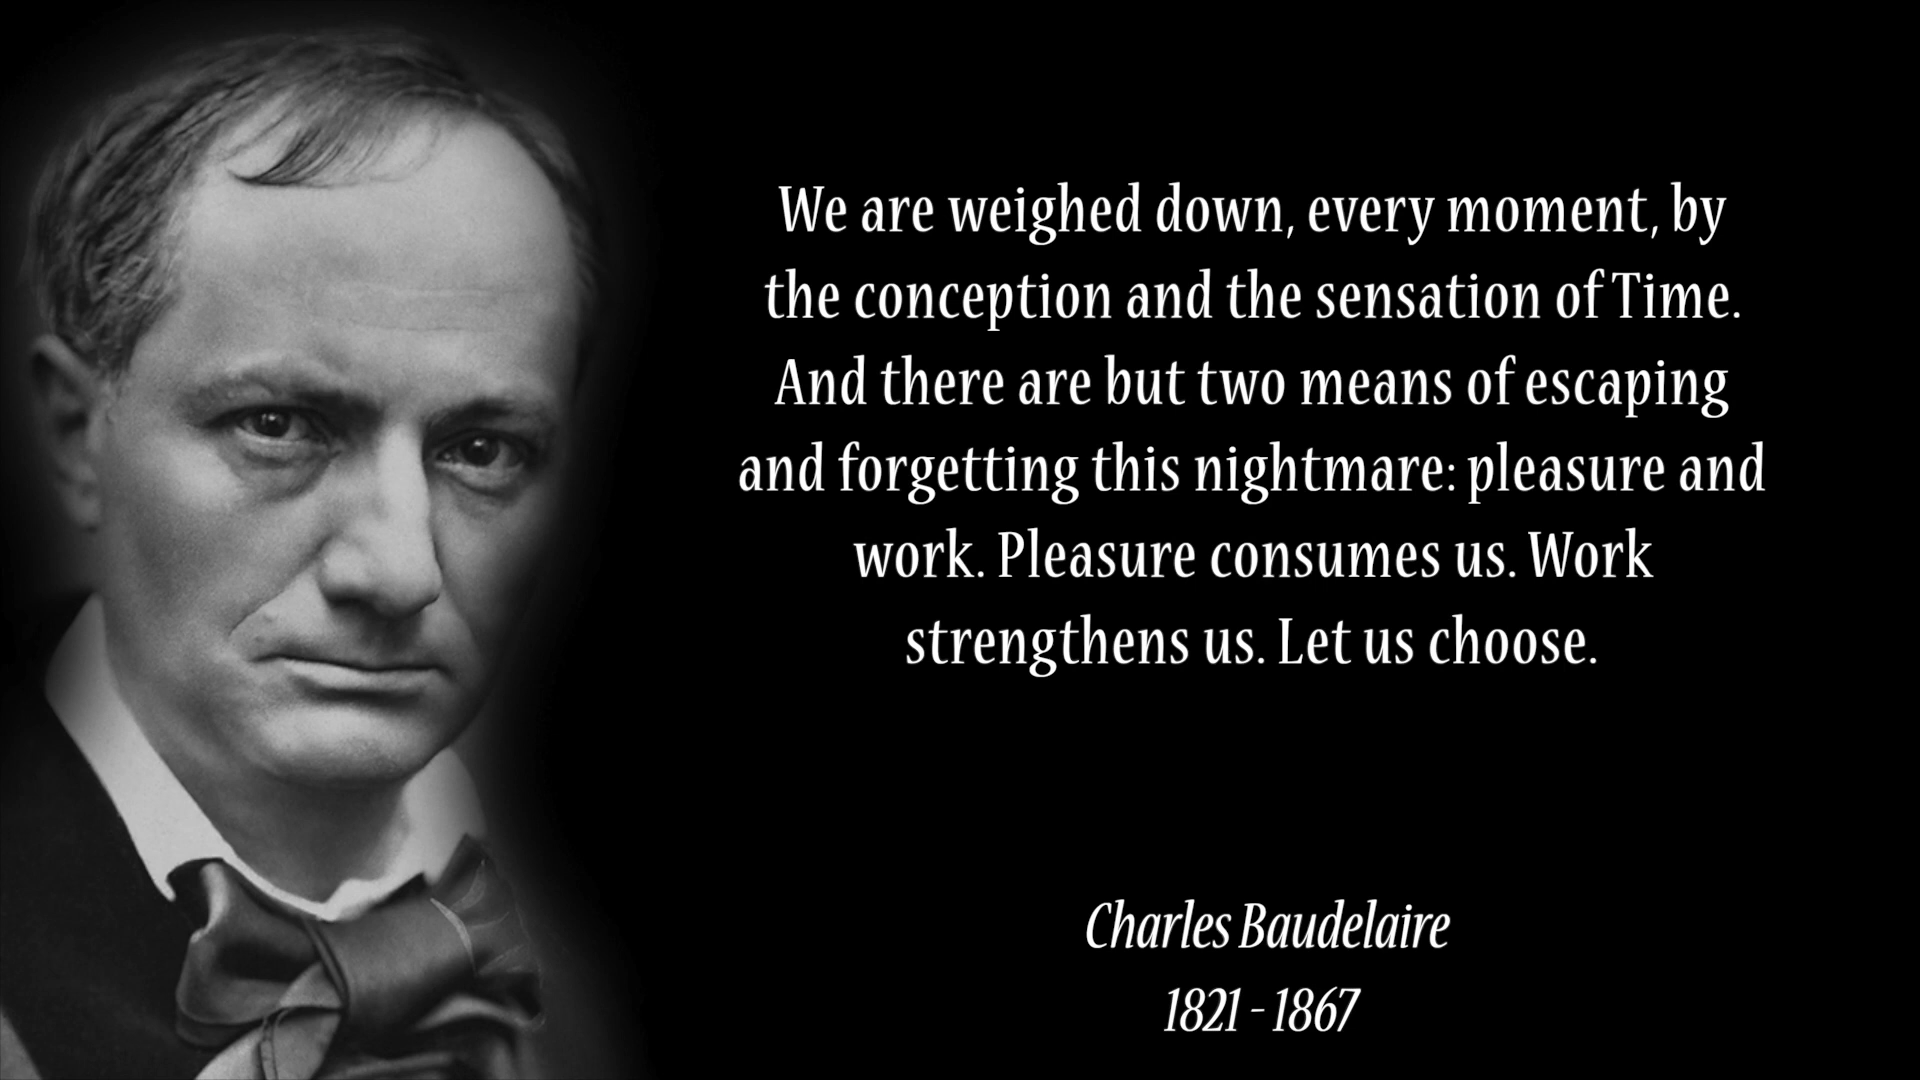 We are weighed down, every moment, by
the conception and the sensation of Time.
And there are but two means of escaping
and forgetting this nightmare: pleasure and
work. Pleasure consumes us. Work
strengthens us. Let us choose.
Charles Baudelaire
1821 - 1867